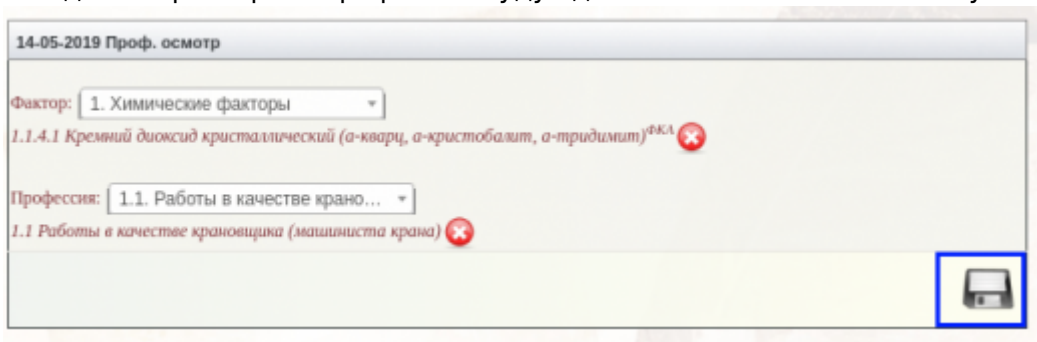 14-05-2019 Проф. осмотр
Фактор: 1. Химические факторы
1.1.4.1 Кремний диоксид кристаллический (а-кварц, а-кристобалит, а-тридимит)ФКА
Профессия: 1.1. Работы в качестве крано...
1.1 Работы в качестве крановщика (машиниста крана)